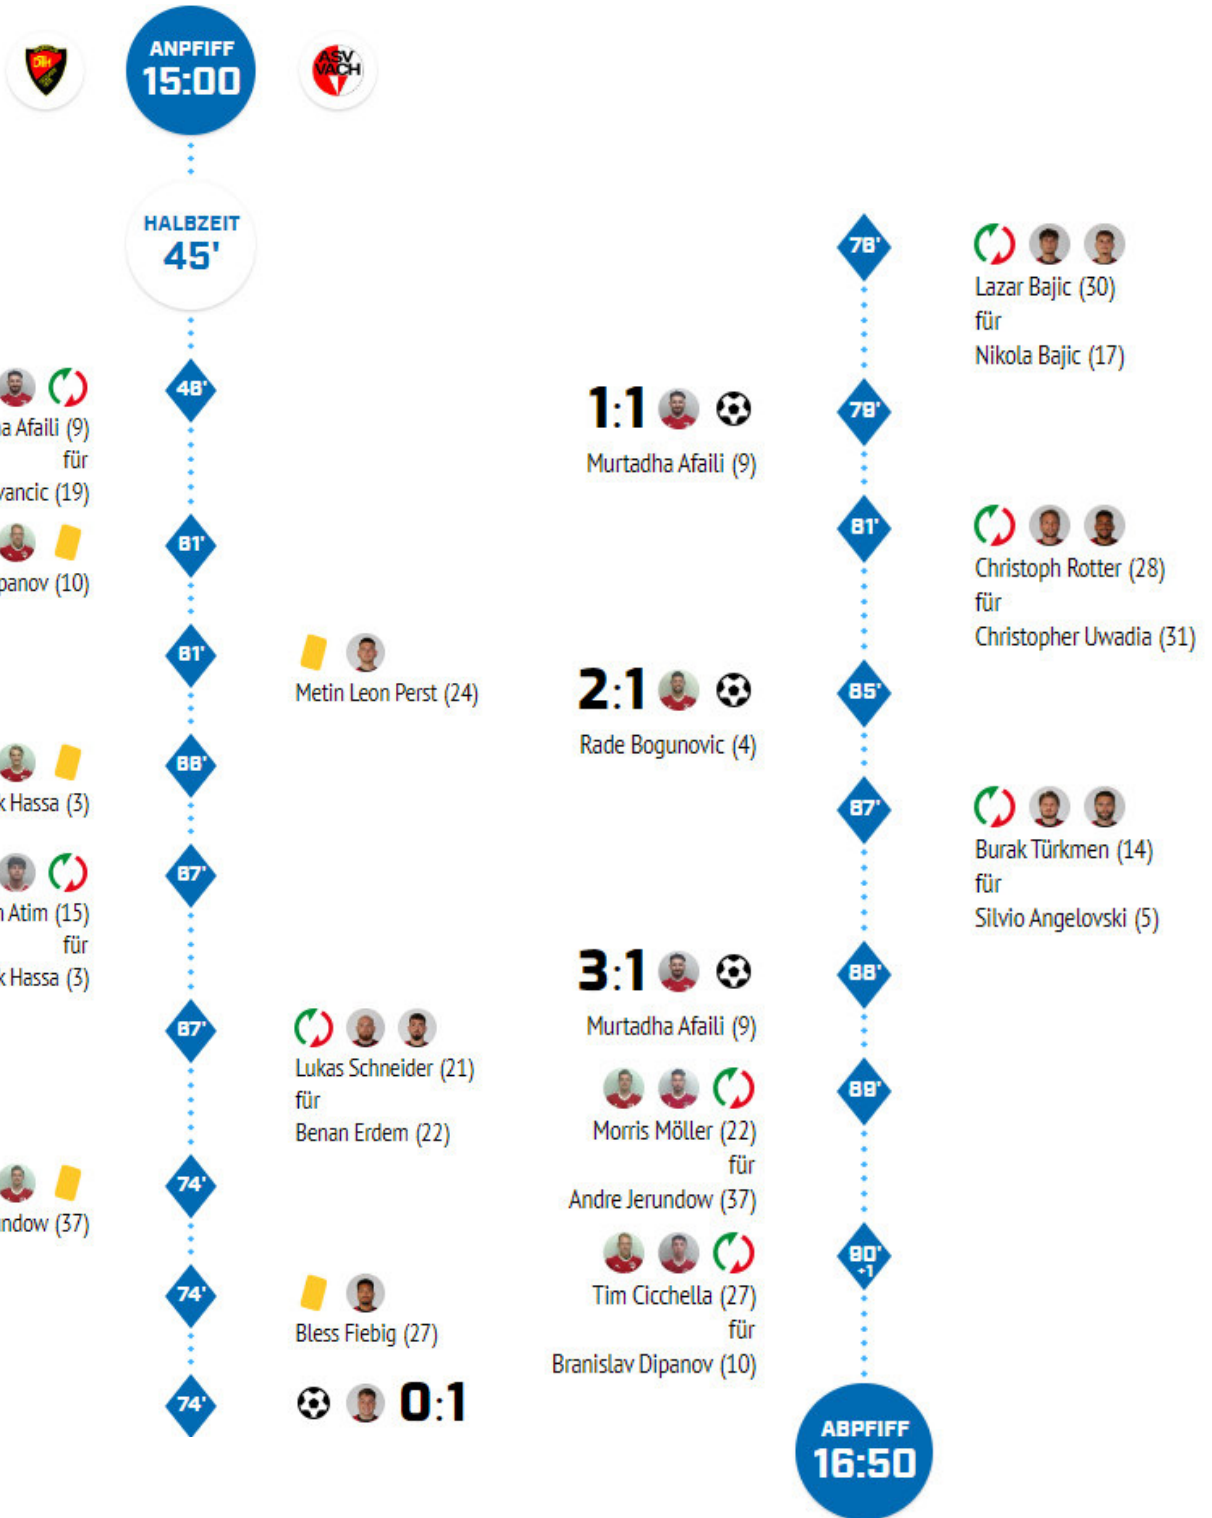 ANPFIFF
15:00
ASV
VACH
HALBZEIT
45'
46'
a Afaili (9)
für
vancic (19)
61'
panov (10)
61'
Metin Leon Perst (24)
66'
k Hassa (3)
67'
n Atim (15)
für
k Hassa (3)
67'
Lukas Schneider (21)
für
Benan Erdem (22)
74'
ndow (37)
74'
Bless Fiebig (27)
74'
0:1
76'
Lazar Bajic (30)
für
Nikola Bajic (17)
1:1
79'
Murtadha Afaili (9)
81'
Christoph Rotter (28)
für
Christopher Uwadia (31)
2:1
85'
Rade Bogunovic (4)
87'
Burak Türkmen (14)
für
Silvio Angelovski (5)
3:1
88'
Murtadha Afaili (9)
89'
Morris Möller (22)
für
Andre Jerundow (37)
90'
+1
Tim Cicchella (27)
für
Branislav Dipanov (10)
ABPFIFF
16:50